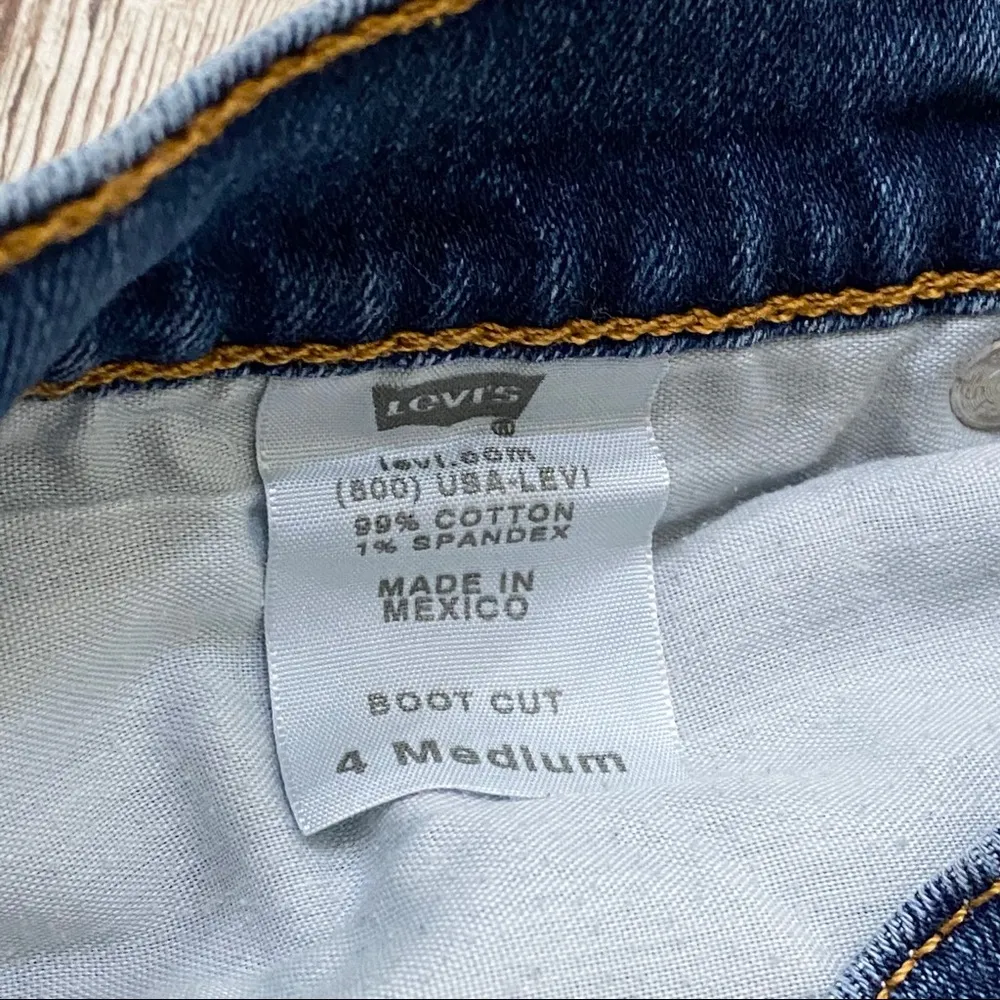 LEVI'S ®
levi.com
(800) USA-LEVI
99% COTTON
1% SPANDEX
MADE IN
MEXICO
BOOT CUT
4 Medium